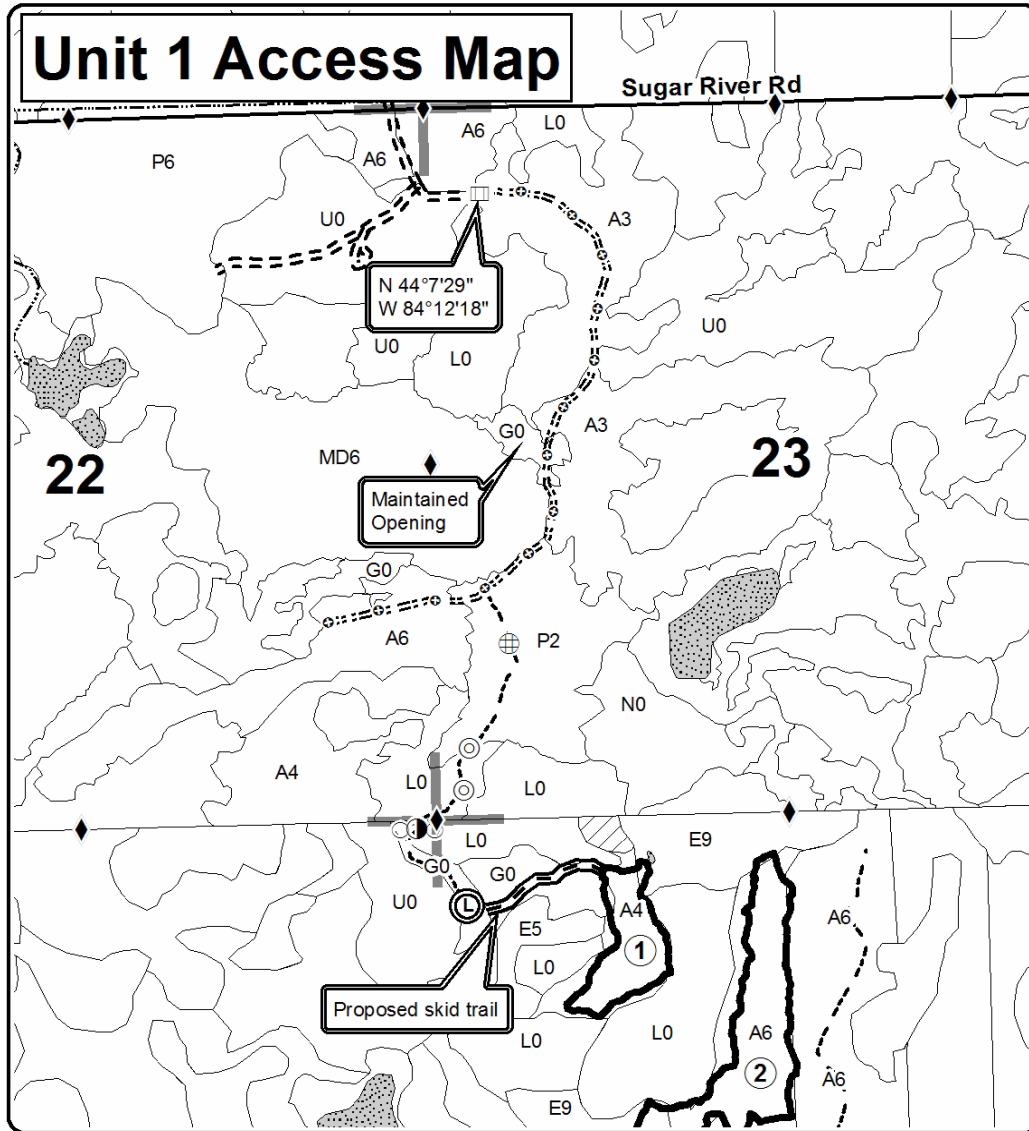 Unit 1 Access Map
Sugar River Rd
A6
L0
P6
A6
U0
A3
N 44°7'29"
W 84°12'18"
U0
U0
L0
G0
A3
22
MD6
23
Maintained
Opening
G0
A6
P2
N0
A4
L0
L0
L0
E9
G0
G0
U0
L
E5
A4
A6
1
L0
Proposed skid trail
L0
L0
A6
2
A6
E9